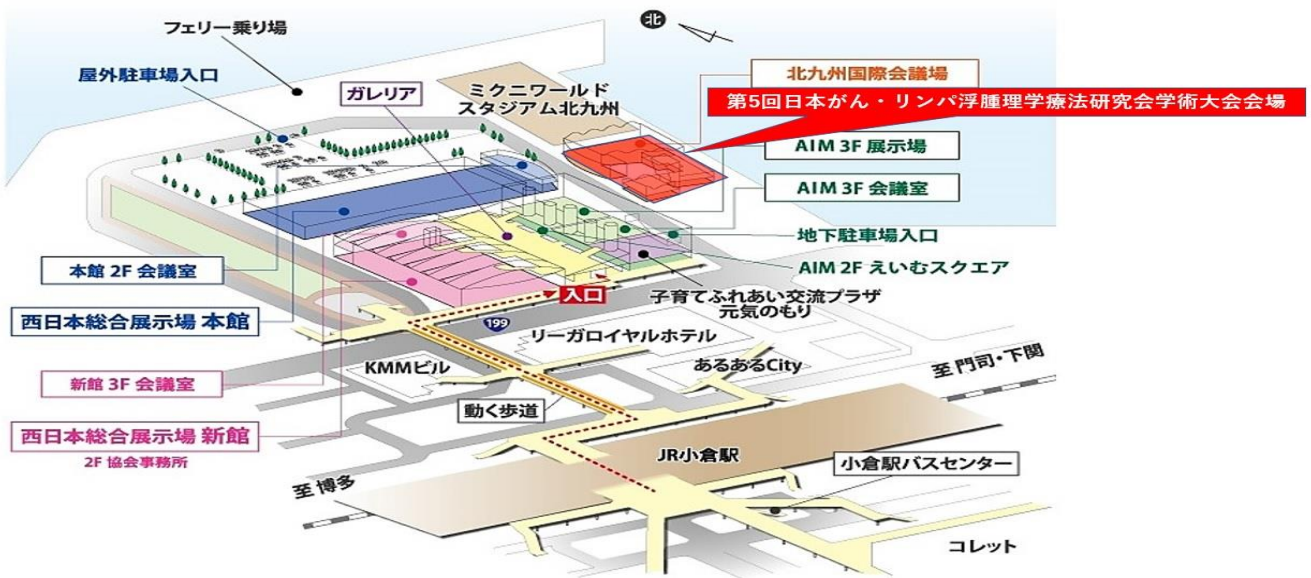 北
フェリー乗り場
屋外駐車場入口
ガレリア
ミクニワールド
スタジアム北九州
北九州国際会議場
第5回日本がん・リンパ浮腫理学療法研究会学術大会会場
AIM 3F 展示場
AIM 3F 会議室
地下駐車場入口
AIM 2F えいむスクエア
本館 2F 会議室
子育てふれあい交流プラザ
元気のもり
入口
西日本総合展示場 本館
199
リーガロイヤルホテル
KMMビル
あるあるCity
至 門司・下関
新館 3F 会議室
動く歩道
西日本総合展示場 新館
2F 協会事務所
JR小倉駅
小倉駅バスセンター
至 博多
コレット